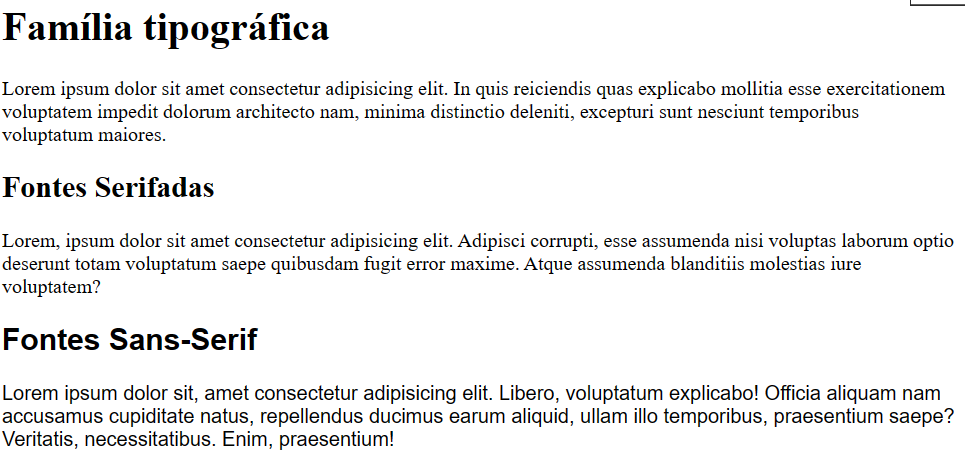 Família tipográfica
Lorem ipsum dolor sit amet consectetur adipisicing elit. In quis reiciendis quas explicabo mollitia esse exercitationem
voluptatem impedit dolorum architecto nam, minima distinctio deleniti, excepturi sunt nesciunt temporibus
voluptatum maiores.
Fontes Serifadas
Lorem, ipsum dolor sit amet consectetur adipisicing elit. Adipisci corrupti, esse assumenda nisi voluptas laborum optio
deserunt totam voluptatum saepe quibusdam fugit error maxime. Atque assumenda blanditiis molestias iure
voluptatem?
Fontes Sans-Serif
Lorem ipsum dolor sit, amet consectetur adipisicing elit. Libero, voluptatum explicabo! Officia aliquam nam
accusamus cupiditate natus, repellendus ducimus earum aliquid, ullam illo temporibus, praesentium saepe?
Veritatis, necessitatibus. Enim, praesentium!